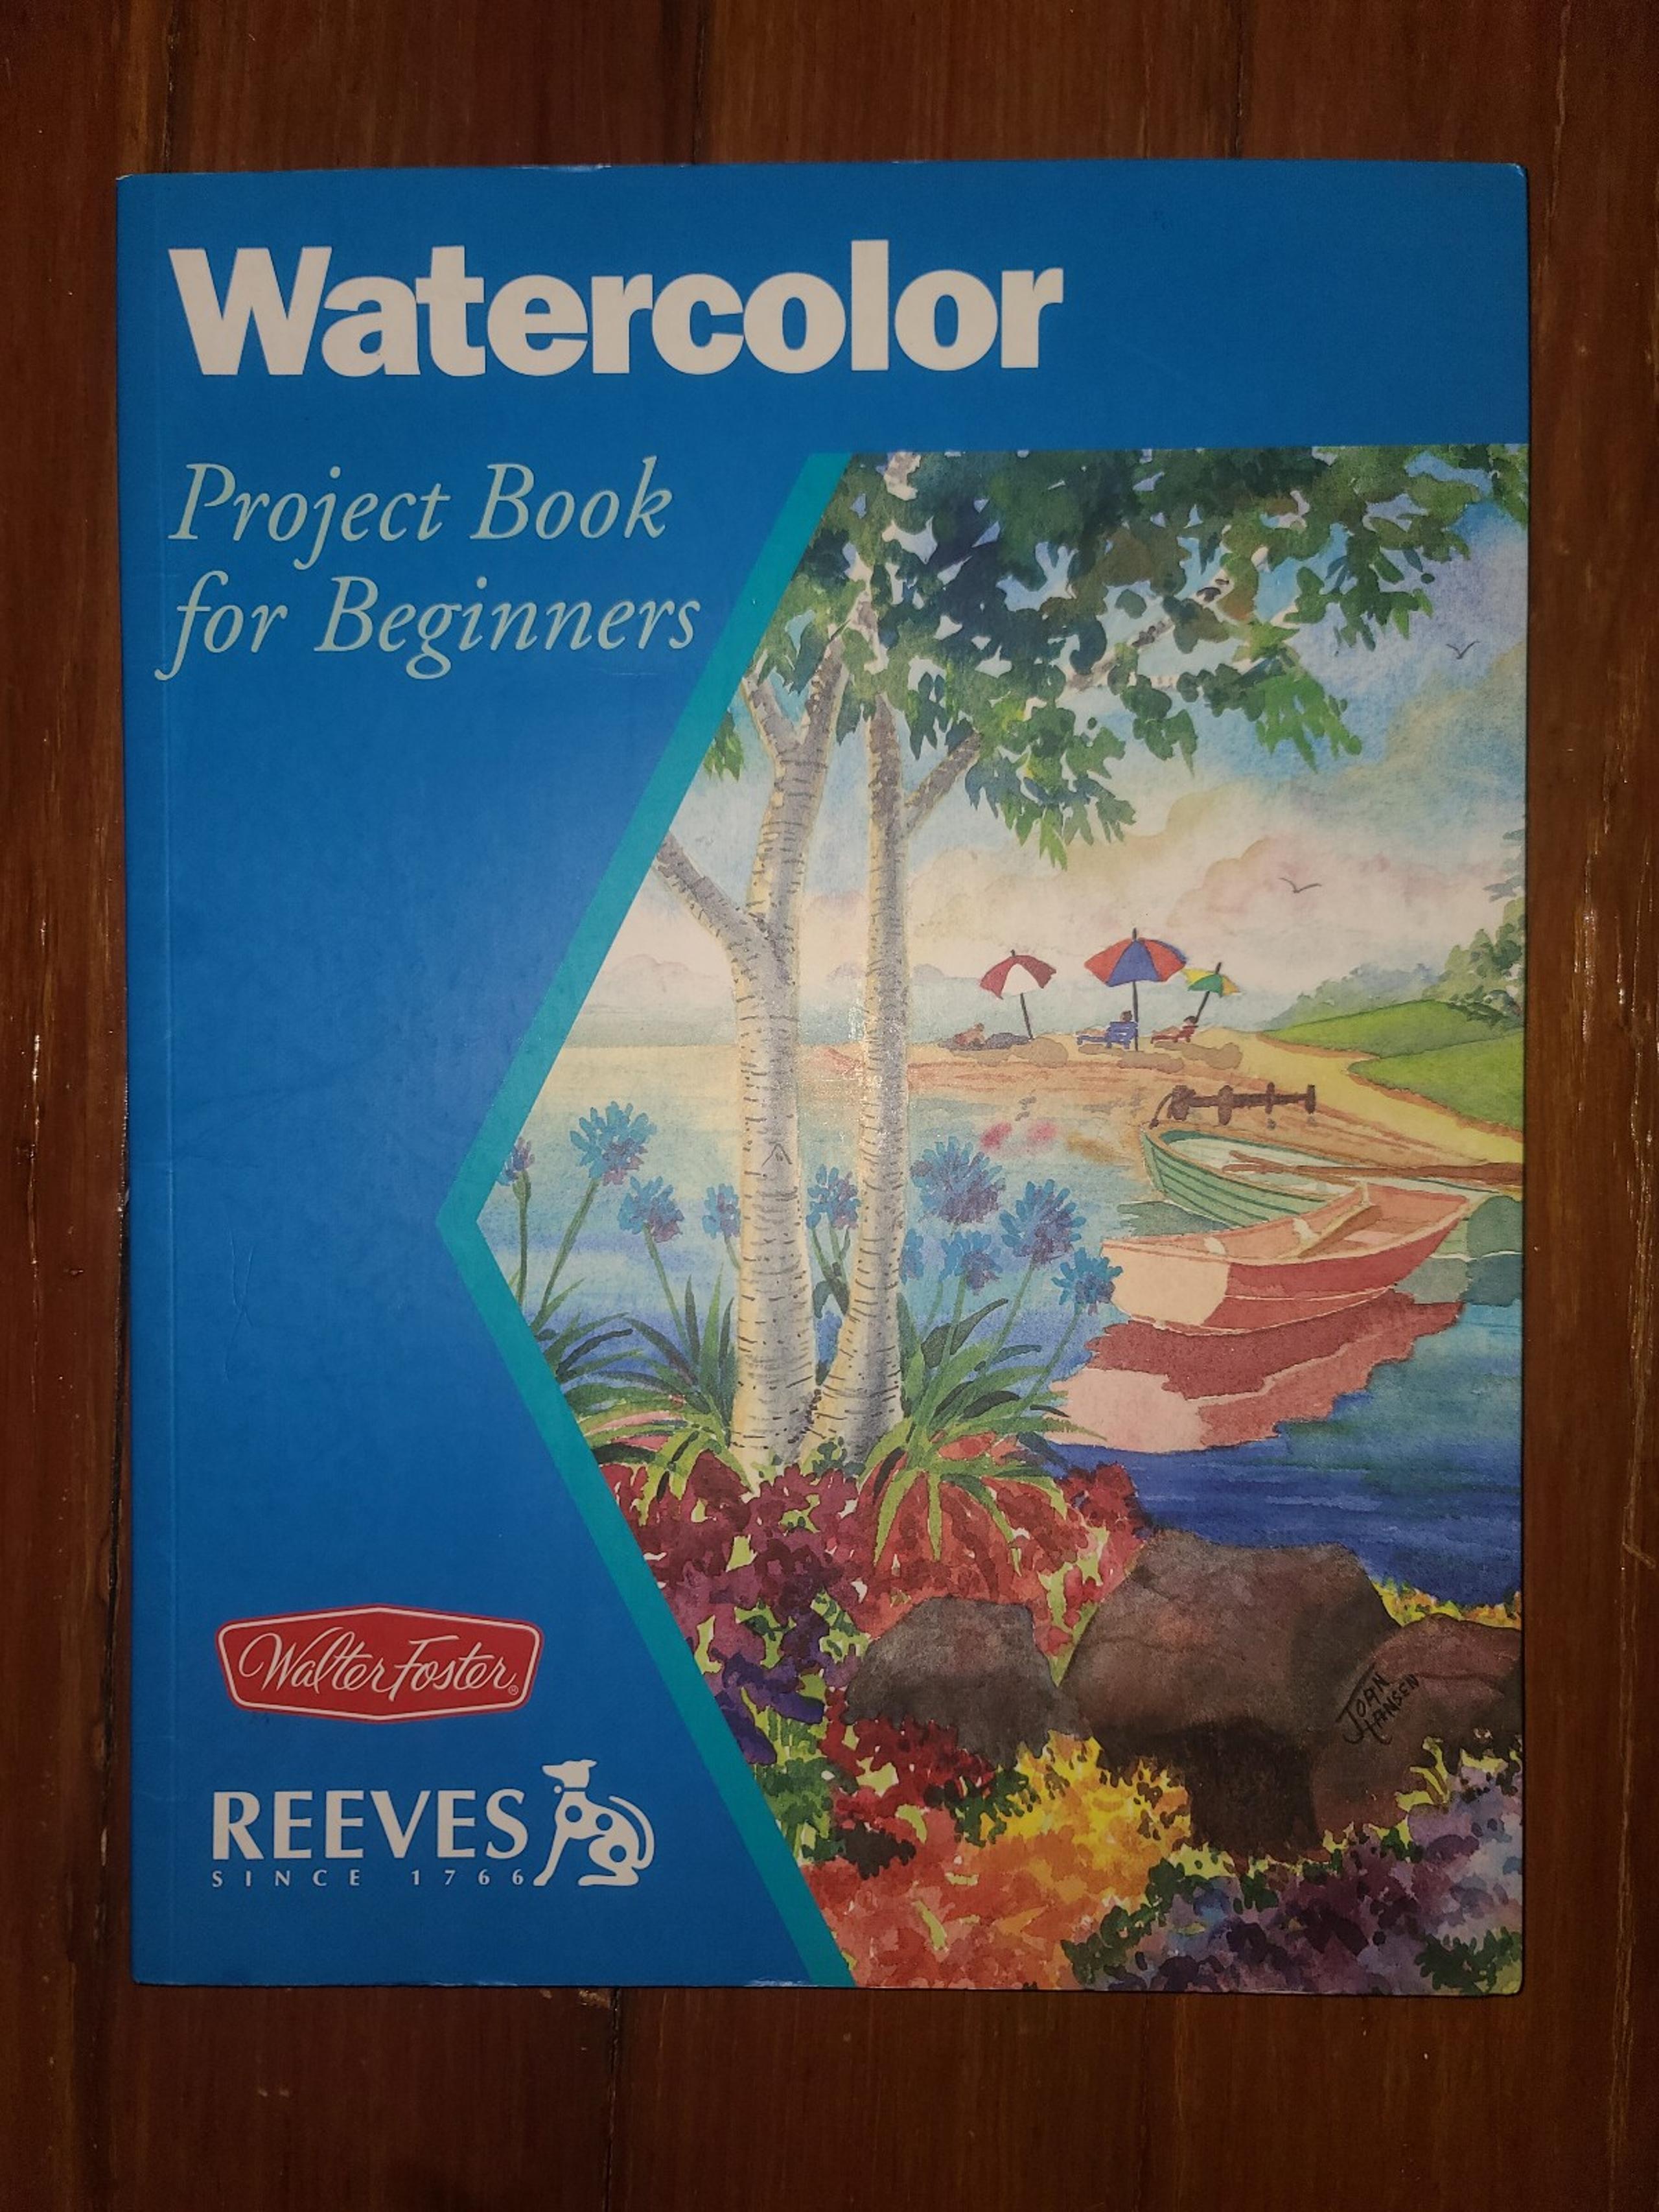 Watercolor
Project Book
for Beginners
Walter Foster®
REEVES
SINCE 1766
JOAN
HANSEN